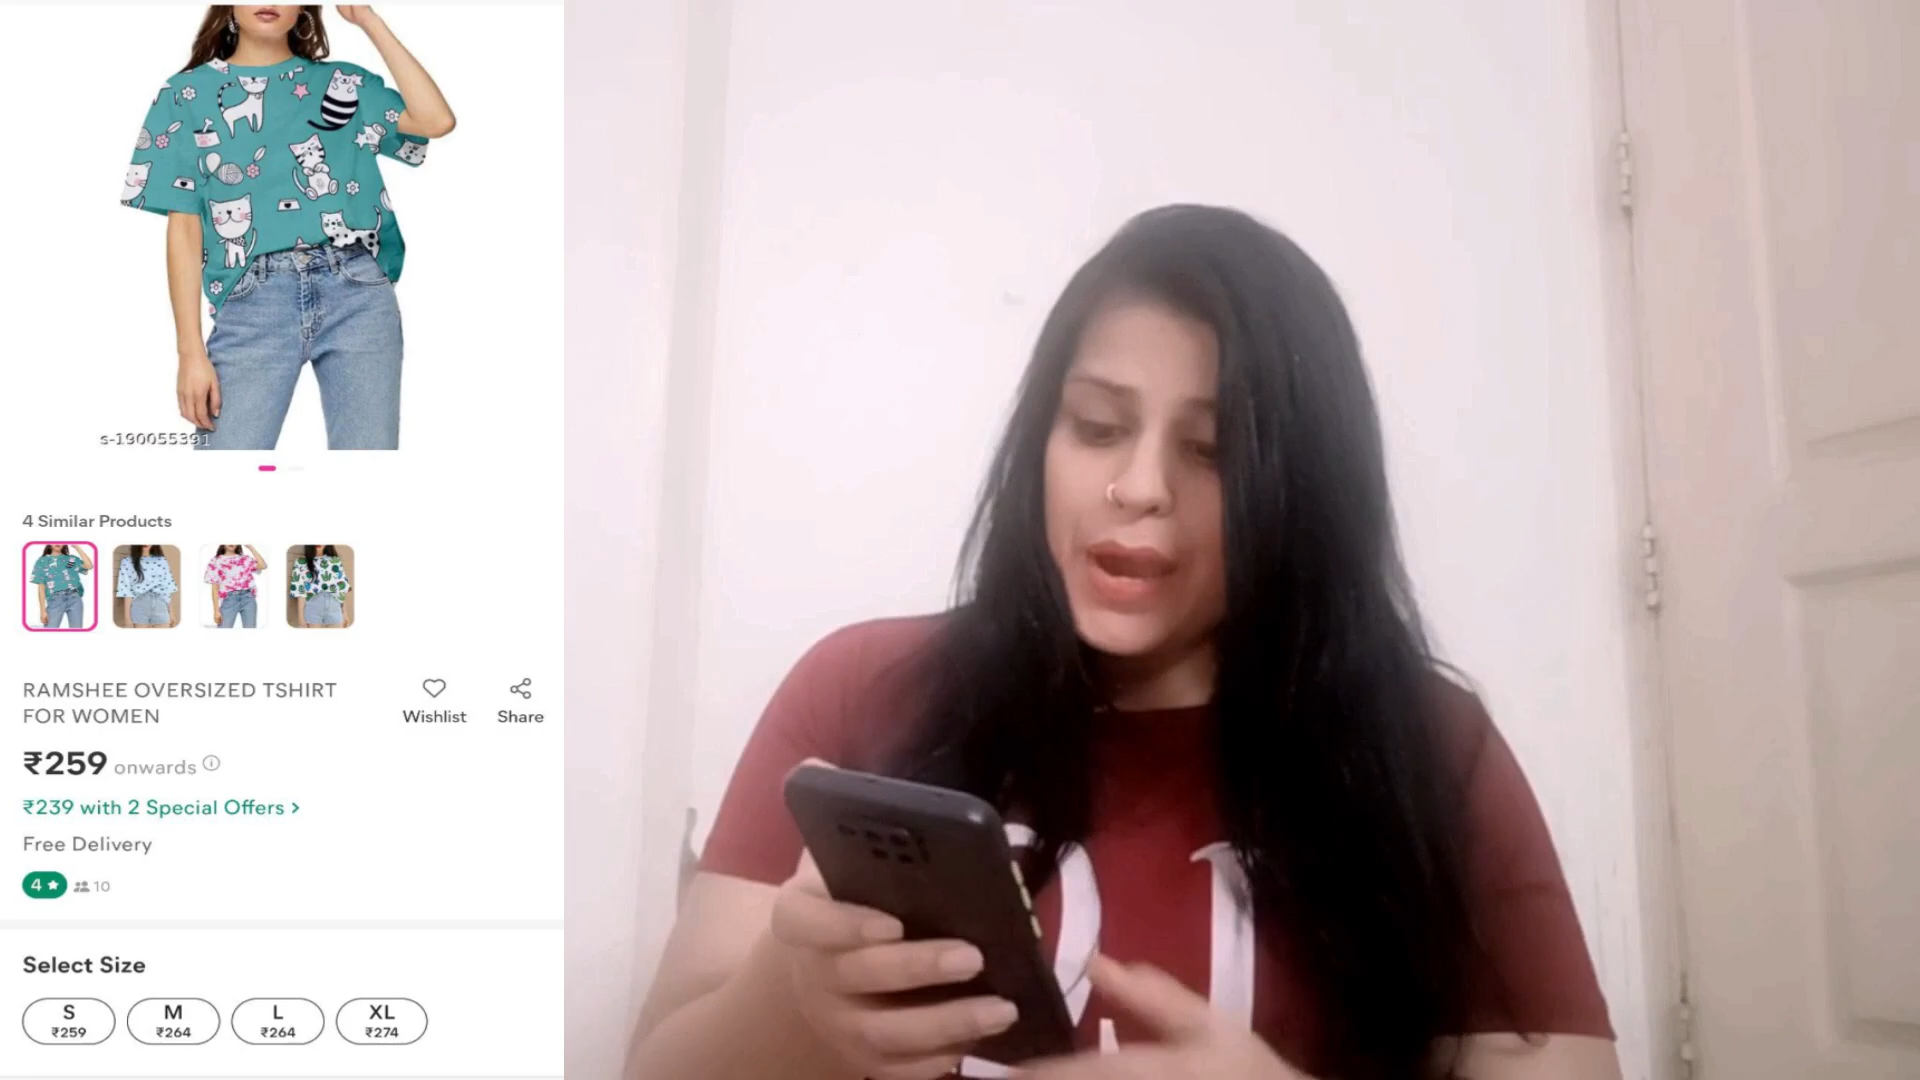 s-190055391
4 Similar Products
RAMSHEE OVERSIZED TSHIRT
FOR WOMEN
Wishlist
Share
₹259 onwards
₹239 with 2 Special Offers >
Free Delivery
4 ★ 10
Select Size
S
₹259
M
₹264
L
₹264
XL
₹274